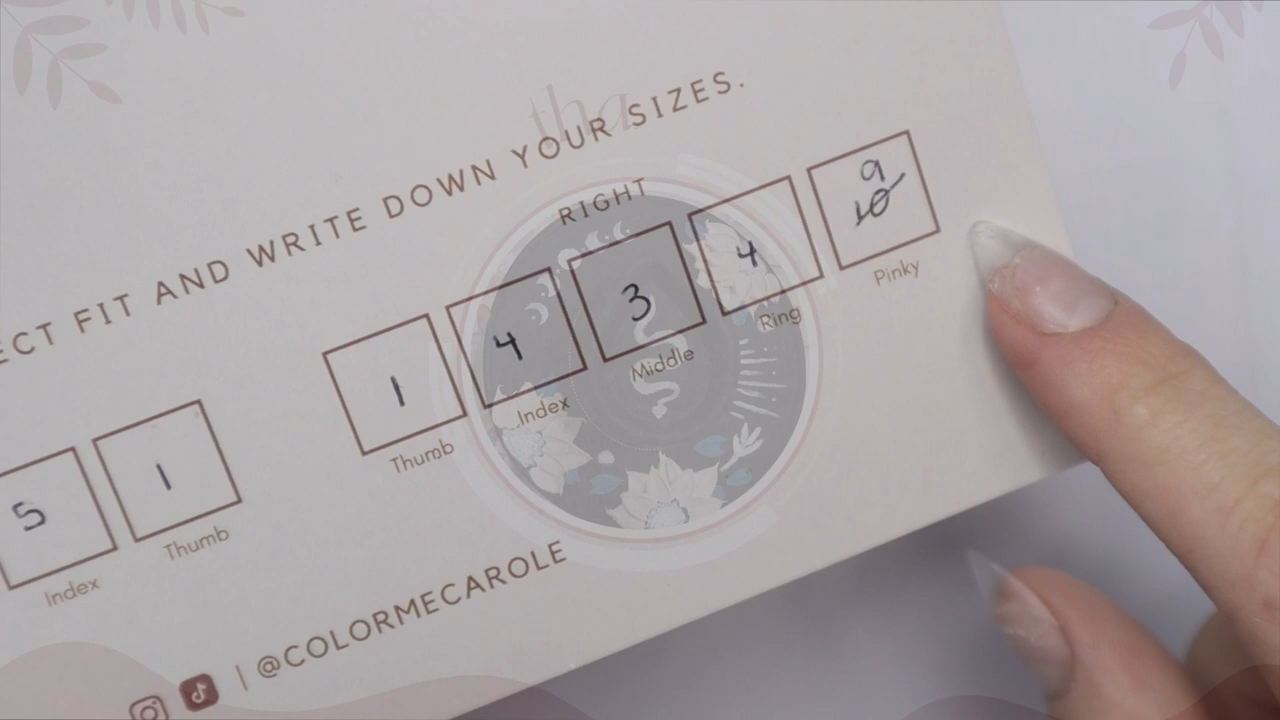 tha
ECT FIT AND WRITE DOWN YOUR SIZES.
RIGHT
5 1 1 4 3 4 10 9
Index Thumb Thumb Index Middle Ring Pinky
| @COLORMECAROLE